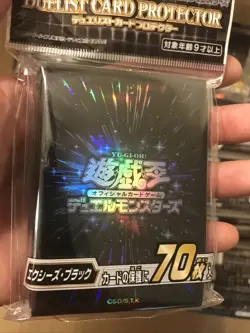 DUELIST CARD PROTECTOR
デュエリストカードプロテクター
対象年齢9才以上
YU-GI-OH!
遊戯王
オフィシャルカードゲーム
デュエルモンスターズ
エクシーズ・ブラック
カードの保護に
70枚入